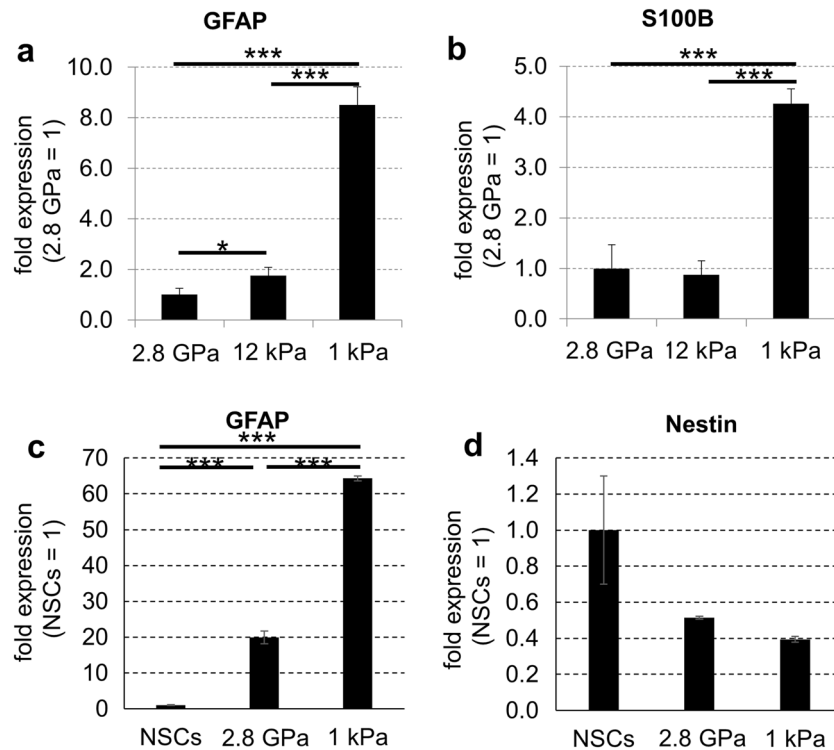 a
GFAP
fold expression
(2.8 GPa = 1)
10.0
8.0
6.0
4.0
2.0
0.0
***
***
*
2.8 GPa 12 kPa 1 kPa
b
S100B
fold expression
(2.8 GPa = 1)
5.0
4.0
3.0
2.0
1.0
0.0
***
***
2.8 GPa 12 kPa 1 kPa
c
GFAP
fold expression
(NSCs = 1)
70
60
50
40
30
20
10
0
***
*** ***
NSCs 2.8 GPa 1 kPa
d
Nestin
fold expression
(NSCs = 1)
1.4
1.2
1.0
0.8
0.6
0.4
0.2
0.0
NSCs 2.8 GPa 1 kPa